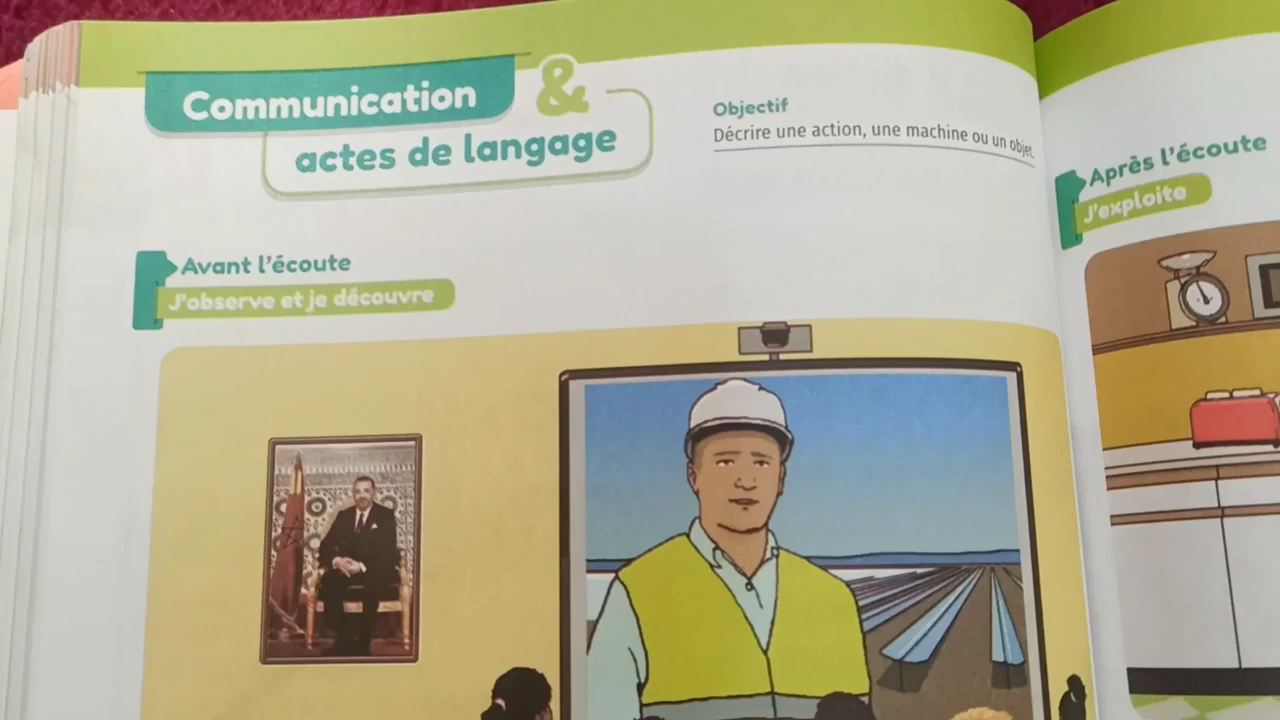 Communication &
actes de langage
Objectif
Décrire une action, une machine ou un objet.
Avant l'écoute
J'observe et je découvre
Après l'écoute
J'exploite